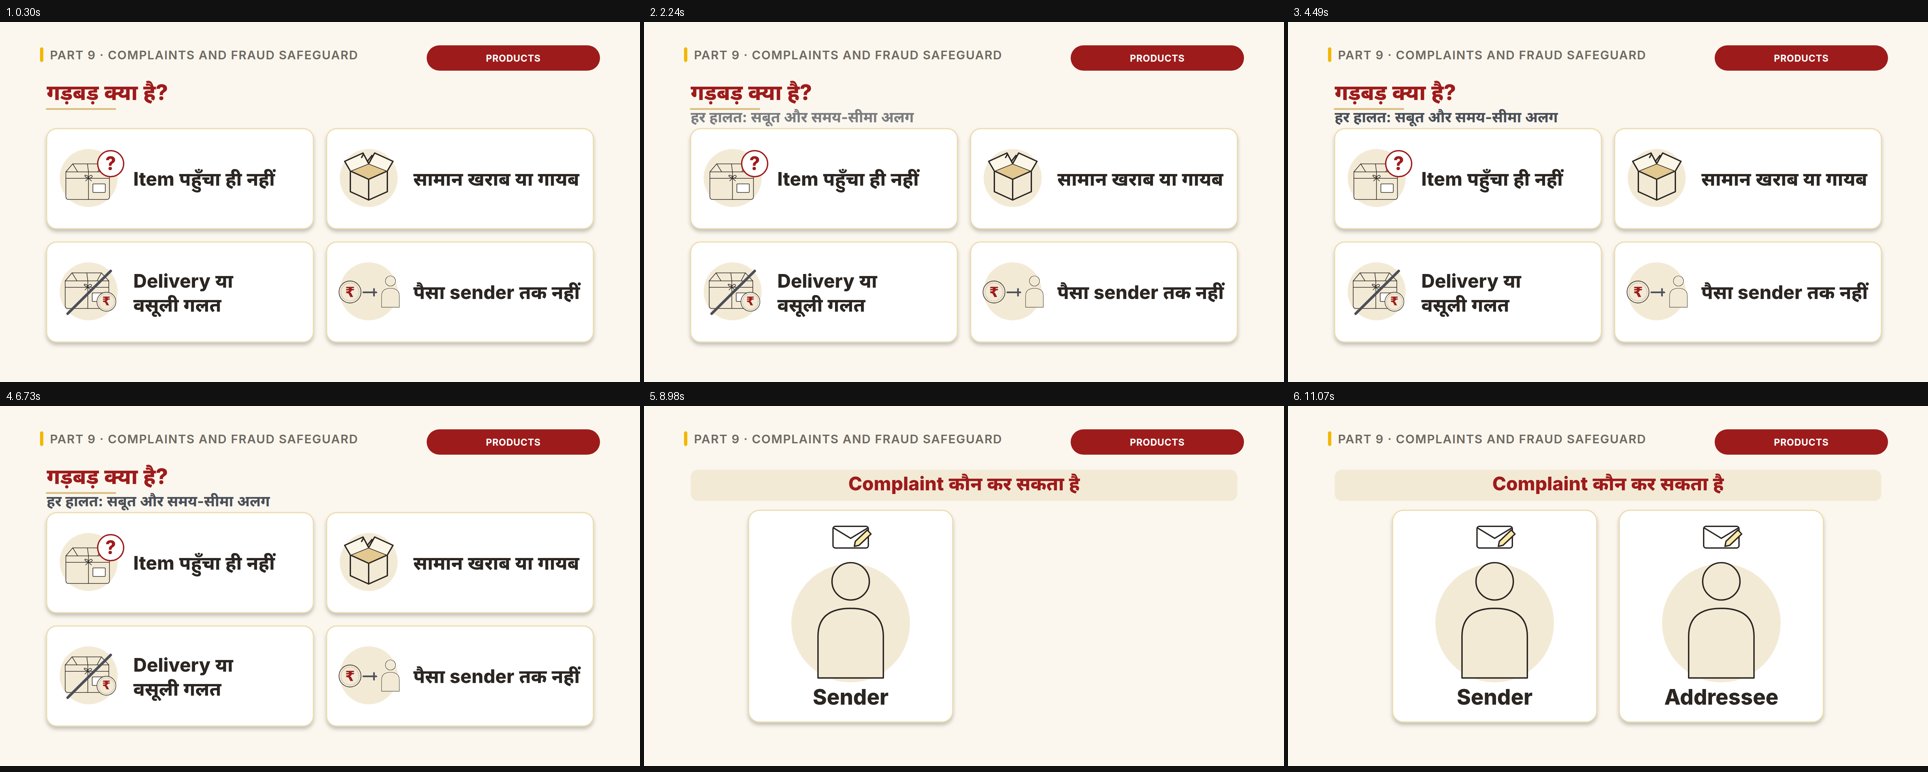 1. 0.30s
PART 9 · COMPLAINTS AND FRAUD SAFEGUARD
PRODUCTS
गड़बड़ क्या है?
?
Item पहुँचा ही नहीं
सामान खराब या गायब
₹
Delivery या
वसूली गलत
₹
पैसा sender तक नहीं
2. 2.24s
PART 9 · COMPLAINTS AND FRAUD SAFEGUARD
PRODUCTS
गड़बड़ क्या है?
हर हालत: सबूत और समय-सीमा अलग
?
Item पहुँचा ही नहीं
सामान खराब या गायब
₹
Delivery या
वसूली गलत
₹
पैसा sender तक नहीं
3. 4.49s
PART 9 · COMPLAINTS AND FRAUD SAFEGUARD
PRODUCTS
गड़बड़ क्या है?
हर हालत: सबूत और समय-सीमा अलग
?
Item पहुँचा ही नहीं
सामान खराब या गायब
₹
Delivery या
वसूली गलत
₹
पैसा sender तक नहीं
4. 6.73s
PART 9 · COMPLAINTS AND FRAUD SAFEGUARD
PRODUCTS
गड़बड़ क्या है?
हर हालत: सबूत और समय-सीमा अलग
?
Item पहुँचा ही नहीं
सामान खराब या गायब
₹
Delivery या
वसूली गलत
₹
पैसा sender तक नहीं
5. 8.98s
PART 9 · COMPLAINTS AND FRAUD SAFEGUARD
PRODUCTS
Complaint कौन कर सकता है
Sender
6. 11.07s
PART 9 · COMPLAINTS AND FRAUD SAFEGUARD
PRODUCTS
Complaint कौन कर सकता है
Sender
Addressee